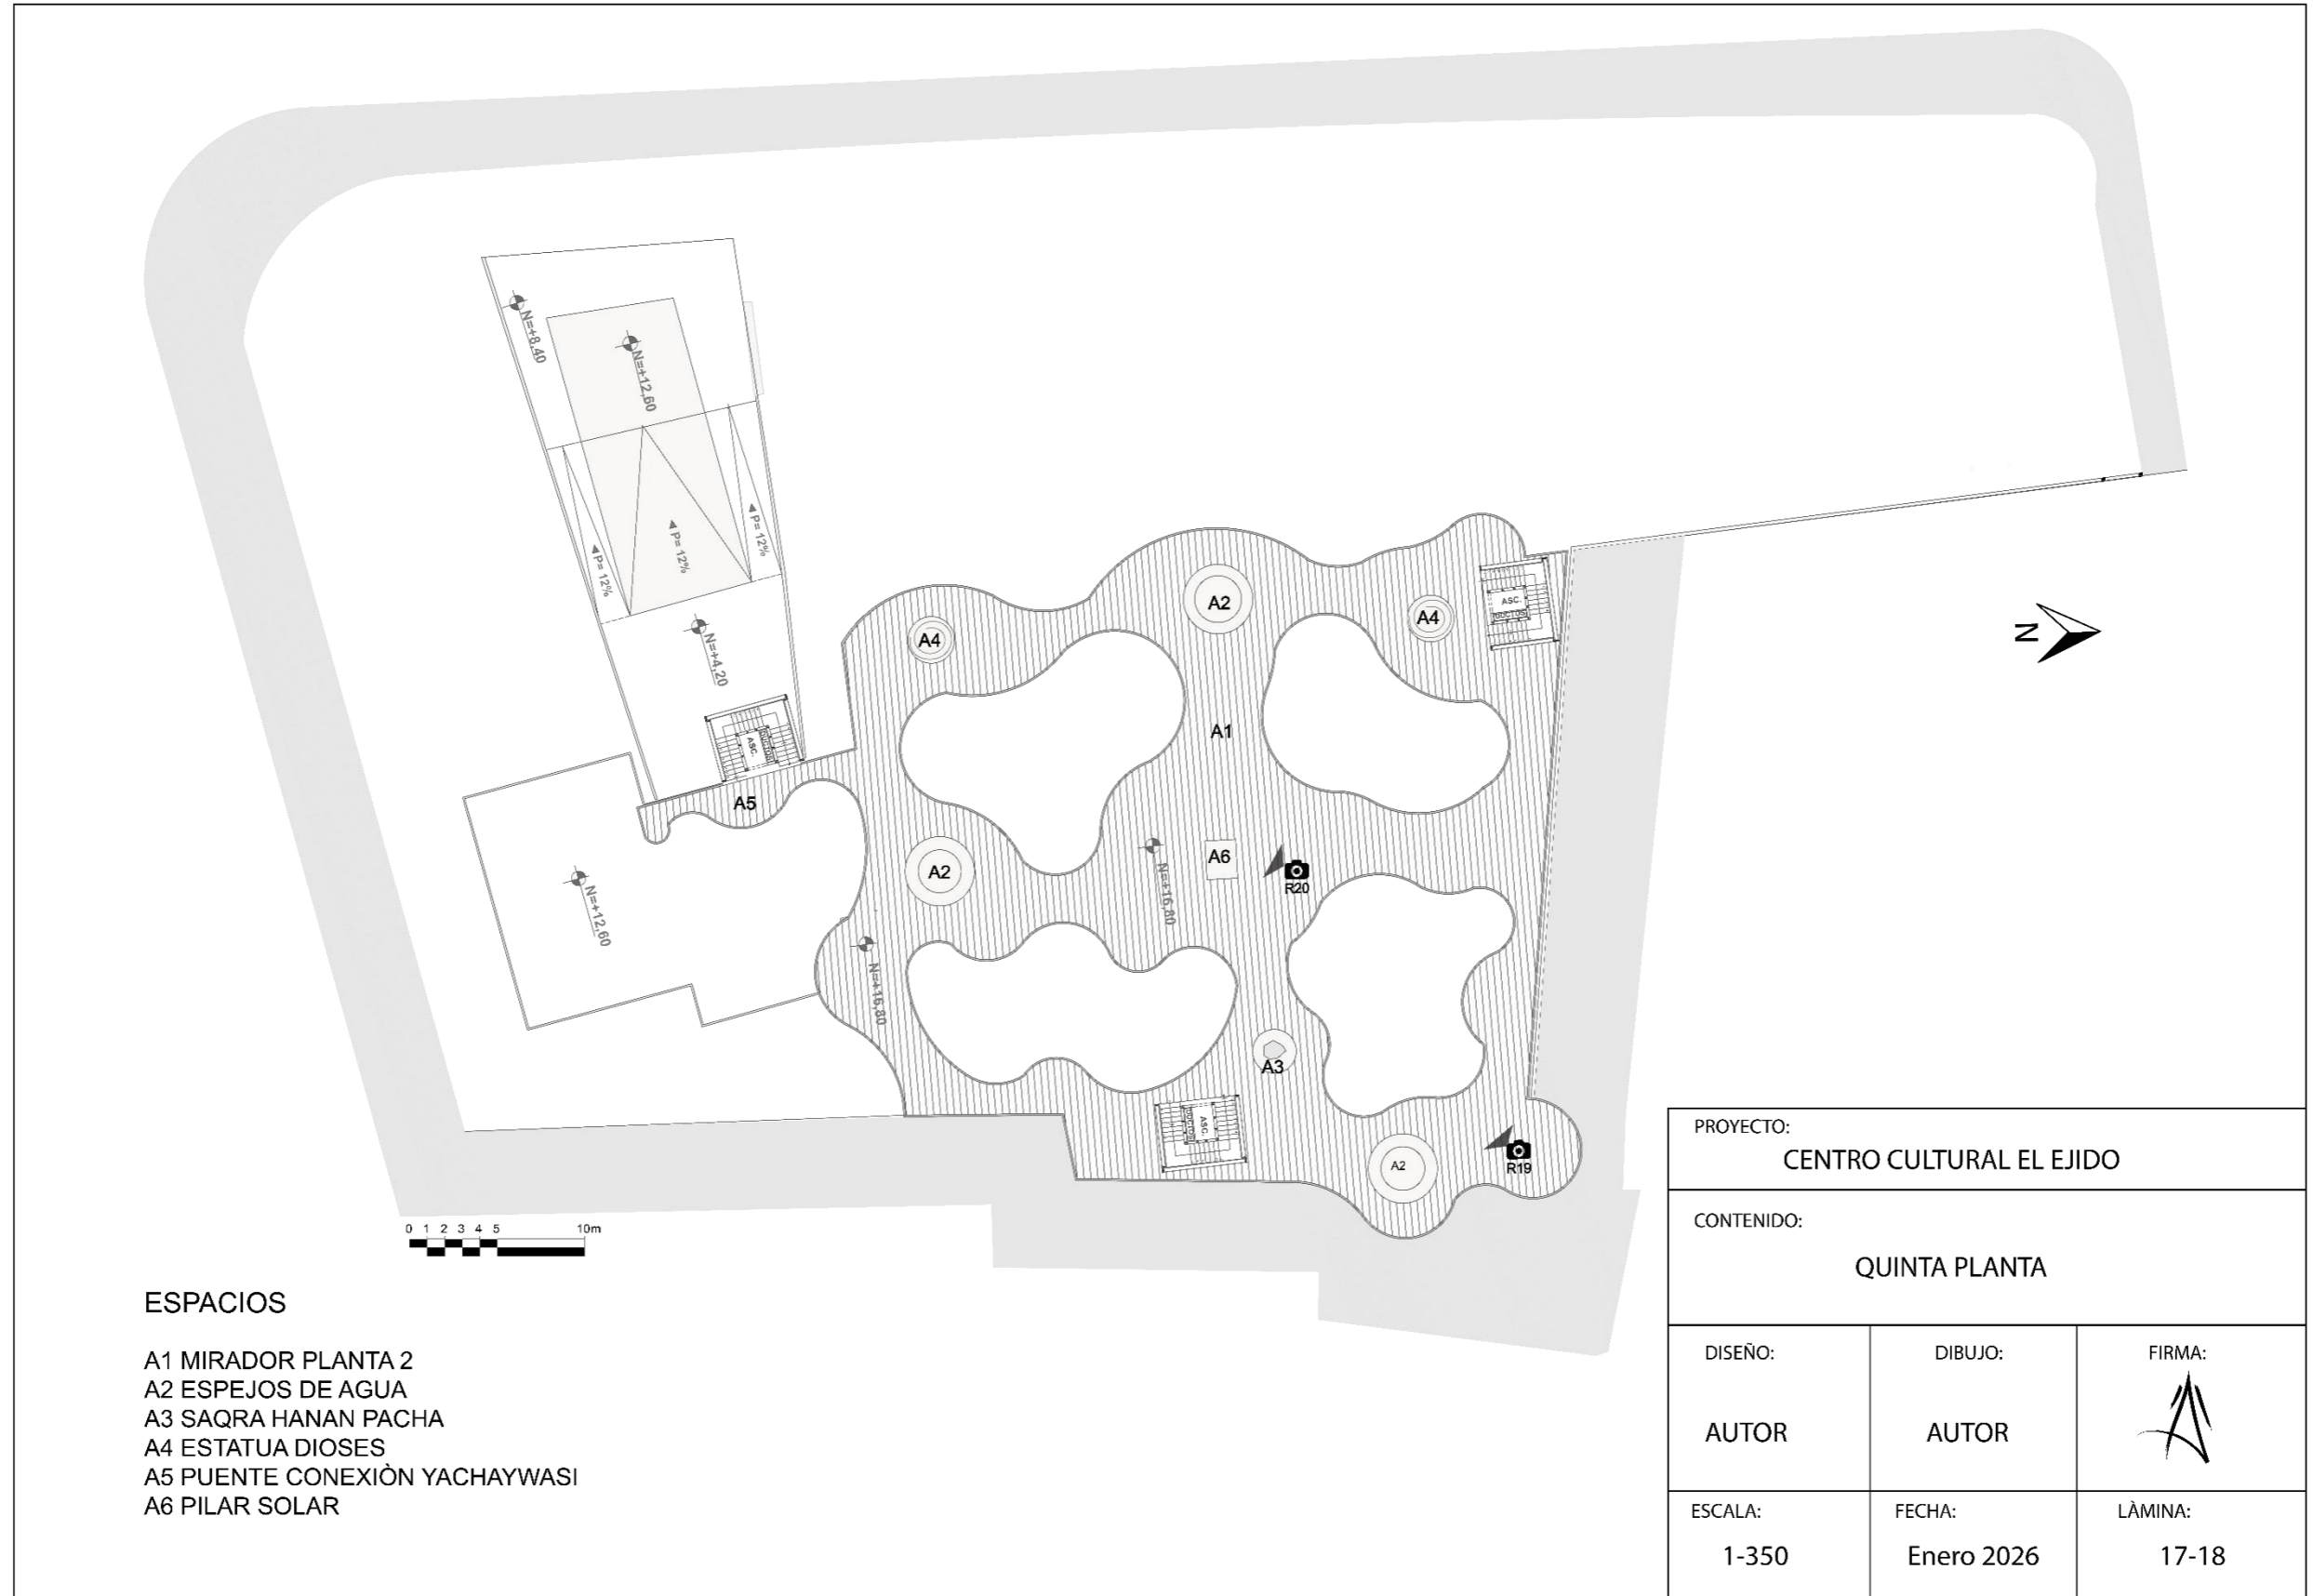 N=+8,40
N=+12,60
P= 12%
P= 12%
P= 12%
N=+4,20
ASC.
DUCTOS
A2
A4
A4
ASC.
DUCTOS
A1
A5
A6
A2
R20
N=+16,80
N=+12,60
N=+16,80
A3
ASC.
DUCTOS
A2
R19
N
0 1 2 3 4 5 10m
ESPACIOS
A1 MIRADOR PLANTA 2
A2 ESPEJOS DE AGUA
A3 SAQRA HANAN PACHA
A4 ESTATUA DIOSES
A5 PUENTE CONEXIÒN YACHAYWASI
A6 PILAR SOLAR
PROYECTO:
CENTRO CULTURAL EL EJIDO
CONTENIDO:
QUINTA PLANTA
DISEÑO:
AUTOR
DIBUJO:
AUTOR
FIRMA:
ESCALA:
1-350
FECHA:
Enero 2026
LÀMINA:
17-18